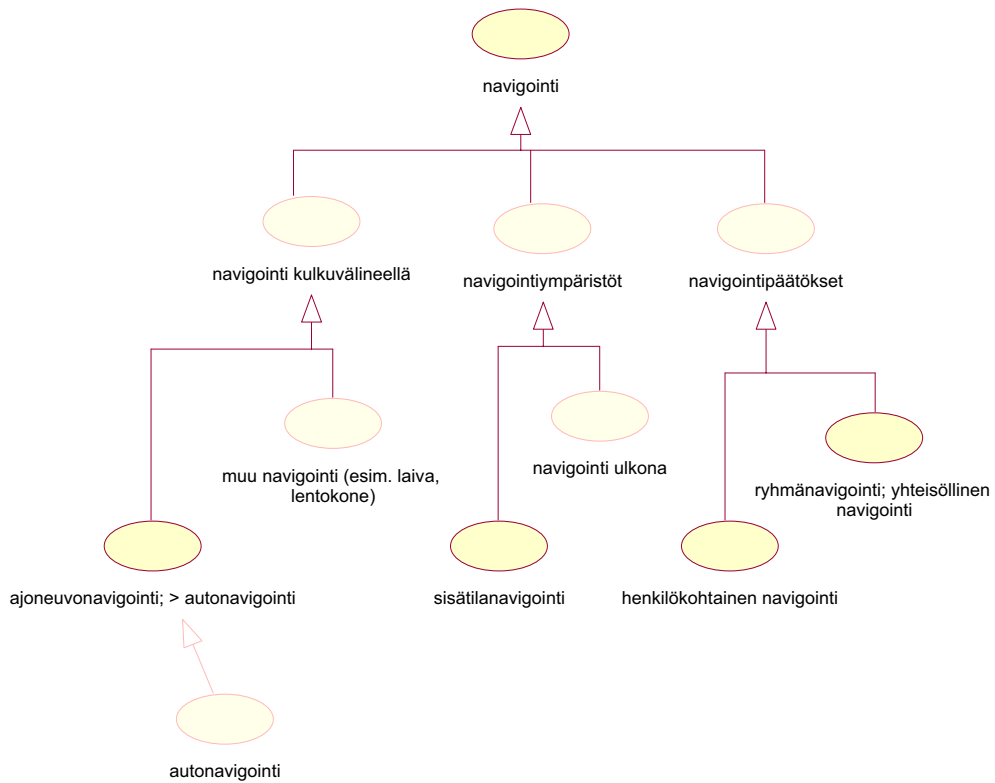 navigointi
navigointi kulkuvälineellä
navigointiympäristöt
navigointipäätökset
muu navigointi (esim. laiva,
lentokone)
navigointi ulkona
ryhmänavigointi; yhteisöllinen
navigointi
ajoneuvonavigointi; > autonavigointi
sisätilanavigointi
henkilökohtainen navigointi
autonavigointi